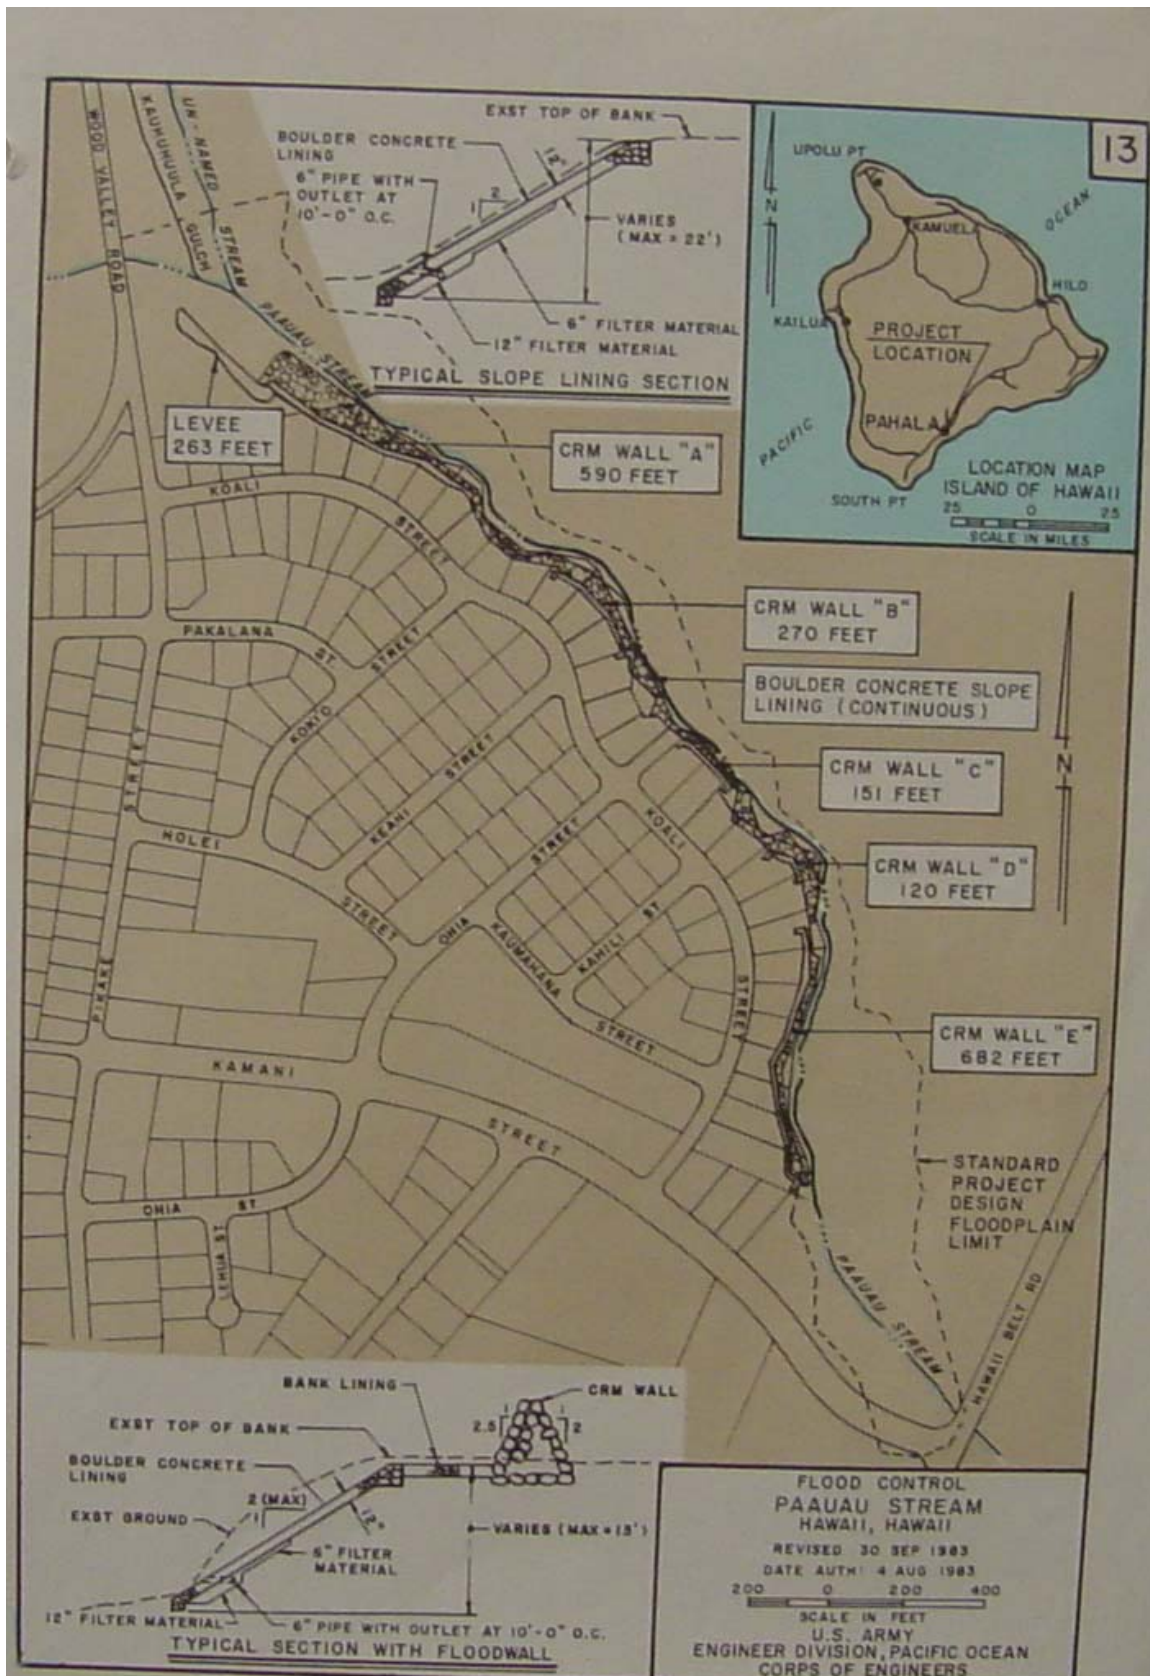 13
WOOD VALLEY ROAD
KAUHUHUULA GULCH
UN-NAMED STREAM
PAAUAU STREAM
EXST TOP OF BANK
BOULDER CONCRETE
LINING
6" PIPE WITH
OUTLET AT
10'-0" O.C.
12"
2
1
VARIES
(MAX = 22')
6" FILTER MATERIAL
12" FILTER MATERIAL
TYPICAL SLOPE LINING SECTION
N
UPOLU PT
KAMUELA
OCEAN
HILO
KAILUA
PROJECT
LOCATION
PAHALA
PACIFIC
SOUTH PT
LOCATION MAP
ISLAND OF HAWAII
25 0 25
SCALE IN MILES
LEVEE
263 FEET
CRM WALL "A"
590 FEET
CRM WALL "B"
270 FEET
BOULDER CONCRETE SLOPE
LINING (CONTINUOUS)
CRM WALL "C"
151 FEET
CRM WALL "D"
120 FEET
CRM WALL "E"
682 FEET
N
KOALI STREET
PAKALANA ST.
KOKIO STREET
KEAHI STREET
PIKAKE STREET
HOLEI STREET
OHIA STREET
KOALI STREET
KAHILI ST
KAUMAHANA STREET
KAMANI STREET
OHIA ST
LEHUA ST
STANDARD
PROJECT
DESIGN
FLOODPLAIN
LIMIT
PAAUAU STREAM
HAWAII BELT RD
BANK LINING
CRM WALL
1 1
2.5 2
EXST TOP OF BANK
BOULDER CONCRETE
LINING
2 (MAX)
1
12"
EXST GROUND
VARIES (MAX = 13')
6" FILTER
MATERIAL
12" FILTER MATERIAL
6" PIPE WITH OUTLET AT 10'-0" O.C.
TYPICAL SECTION WITH FLOODWALL
FLOOD CONTROL
PAAUAU STREAM
HAWAII, HAWAII
REVISED 30 SEP 1983
DATE AUTH: 4 AUG 1983
200 0 200 400
SCALE IN FEET
U.S. ARMY
ENGINEER DIVISION, PACIFIC OCEAN
CORPS OF ENGINEERS